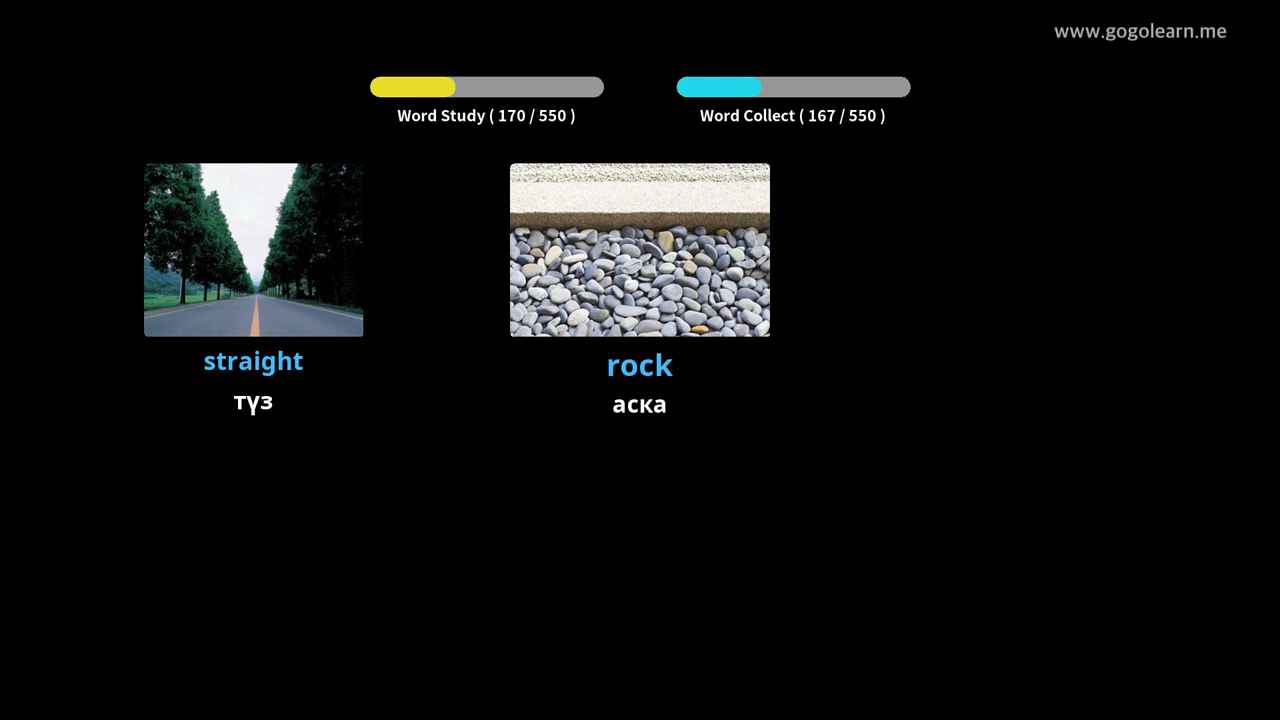 www.gogolearn.me
Word Study ( 170 / 550 )
Word Collect ( 167 / 550 )
straight
түз
rock
аска